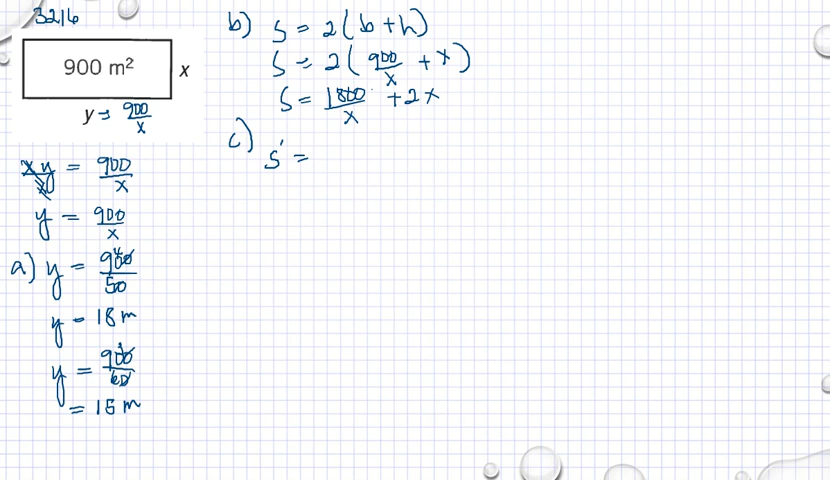 3216
900 m² x
y = 900/x
xy/x = 900/x
y = 900/x
a) y = 900/50
y = 18 m
y = 900/60
= 15 m
b) S = 2(b + h)
S = 2(900/x + x)
S = 1800/x + 2x
c) S' =